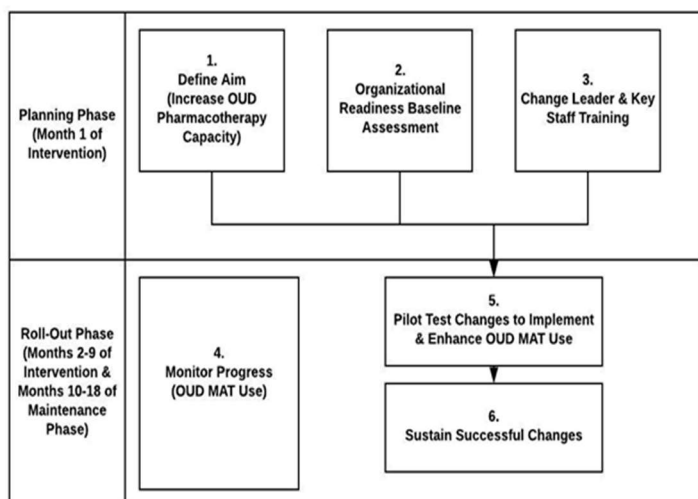 Planning Phase
(Month 1 of
Intervention)
1.
Define Aim
(Increase OUD
Pharmacotherapy
Capacity)
2.
Organizational
Readiness Baseline
Assessment
3.
Change Leader & Key
Staff Training
Roll-Out Phase
(Months 2-9 of
Intervention &
Months 10-18 of
Maintenance
Phase)
4.
Monitor Progress
(OUD MAT Use)
5.
Pilot Test Changes to Implement
& Enhance OUD MAT Use
6.
Sustain Successful Changes